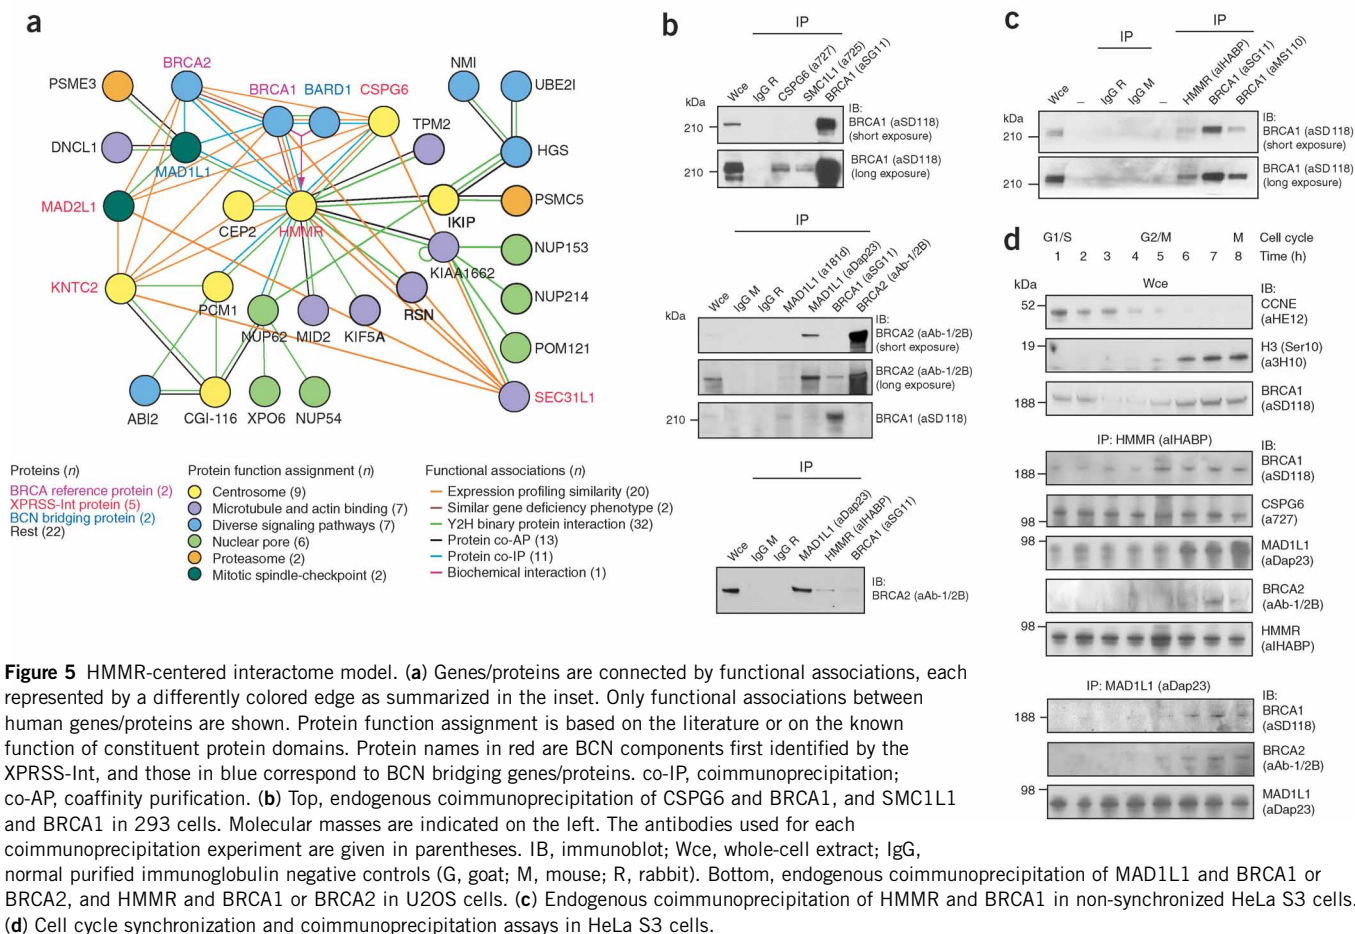 a
BRCA2
PSME3
BRCA1
BARD1
CSPG6
NMI
UBE2I
TPM2
DNCL1
MAD1L1
HGS
MAD2L1
CEP2
HMMR
IKIP
PSMC5
KIAA1662
NUP153
KNTC2
PCM1
NUP62
MID2
KIF5A
RSN
NUP214
POM121
ABI2
CGI-116
XPO6
NUP54
SEC31L1
Proteins (n)
BRCA reference protein (2)
XPRSS-Int protein (5)
BCN bridging protein (2)
Rest (22)
Protein function assignment (n)
Centrosome (9)
Microtubule and actin binding (7)
Diverse signaling pathways (7)
Nuclear pore (6)
Proteasome (2)
Mitotic spindle-checkpoint (2)
Functional associations (n)
Expression profiling similarity (20)
Similar gene deficiency phenotype (2)
Y2H binary protein interaction (32)
Protein co-AP (13)
Protein co-IP (11)
Biochemical interaction (1)
b
IP
Wce
IgG R
CSPG6 (a727)
SMC1L1 (a725)
BRCA1 (aSG11)
kDa
210
IB:
BRCA1 (aSD118)
(short exposure)
210
BRCA1 (aSD118)
(long exposure)
IP
Wce
IgG M
IgG R
MAD1L1 (a181d)
MAD1L1 (aDap23)
BRCA1 (aSG11)
BRCA2 (aAb-1/2B)
kDa
IB:
BRCA2 (aAb-1/2B)
(short exposure)
BRCA2 (aAb-1/2B)
(long exposure)
210
BRCA1 (aSD118)
IP
Wce
IgG M
IgG R
MAD1L1 (aDap23)
HMMR (aIHABP)
BRCA1 (aSG11)
IB:
BRCA2 (aAb-1/2B)
c
IP
IP
Wce
–
IgG R
IgG M
–
HMMR (aIHABP)
BRCA1 (aSG11)
BRCA1 (aMS110)
kDa
210
IB:
BRCA1 (aSD118)
(short exposure)
210
BRCA1 (aSD118)
(long exposure)
d
G1/S G2/M M Cell cycle
1 2 3 4 5 6 7 8 Time (h)
kDa
Wce
52
IB:
CCNE
(aHE12)
19
H3 (Ser10)
(a3H10)
188
BRCA1
(aSD118)
IP: HMMR (aIHABP)
188
IB:
BRCA1
(aSD118)
98
CSPG6
(a727)
98
MAD1L1
(aDap23)
BRCA2
(aAb-1/2B)
98
HMMR
(aIHABP)
IP: MAD1L1 (aDap23)
188
IB:
BRCA1
(aSD118)
BRCA2
(aAb-1/2B)
98
MAD1L1
(aDap23)
Figure 5 HMMR-centered interactome model. (a) Genes/proteins are connected by functional associations, each
represented by a differently colored edge as summarized in the inset. Only functional associations between
human genes/proteins are shown. Protein function assignment is based on the literature or on the known
function of constituent protein domains. Protein names in red are BCN components first identified by the
XPRSS-Int, and those in blue correspond to BCN bridging genes/proteins. co-IP, coimmunoprecipitation;
co-AP, coaffinity purification. (b) Top, endogenous coimmunoprecipitation of CSPG6 and BRCA1, and SMC1L1
and BRCA1 in 293 cells. Molecular masses are indicated on the left. The antibodies used for each
coimmunoprecipitation experiment are given in parentheses. IB, immunoblot; Wce, whole-cell extract; IgG,
normal purified immunoglobulin negative controls (G, goat; M, mouse; R, rabbit). Bottom, endogenous coimmunoprecipitation of MAD1L1 and BRCA1 or
BRCA2, and HMMR and BRCA1 or BRCA2 in U2OS cells. (c) Endogenous coimmunoprecipitation of HMMR and BRCA1 in non-synchronized HeLa S3 cells.
(d) Cell cycle synchronization and coimmunoprecipitation assays in HeLa S3 cells.